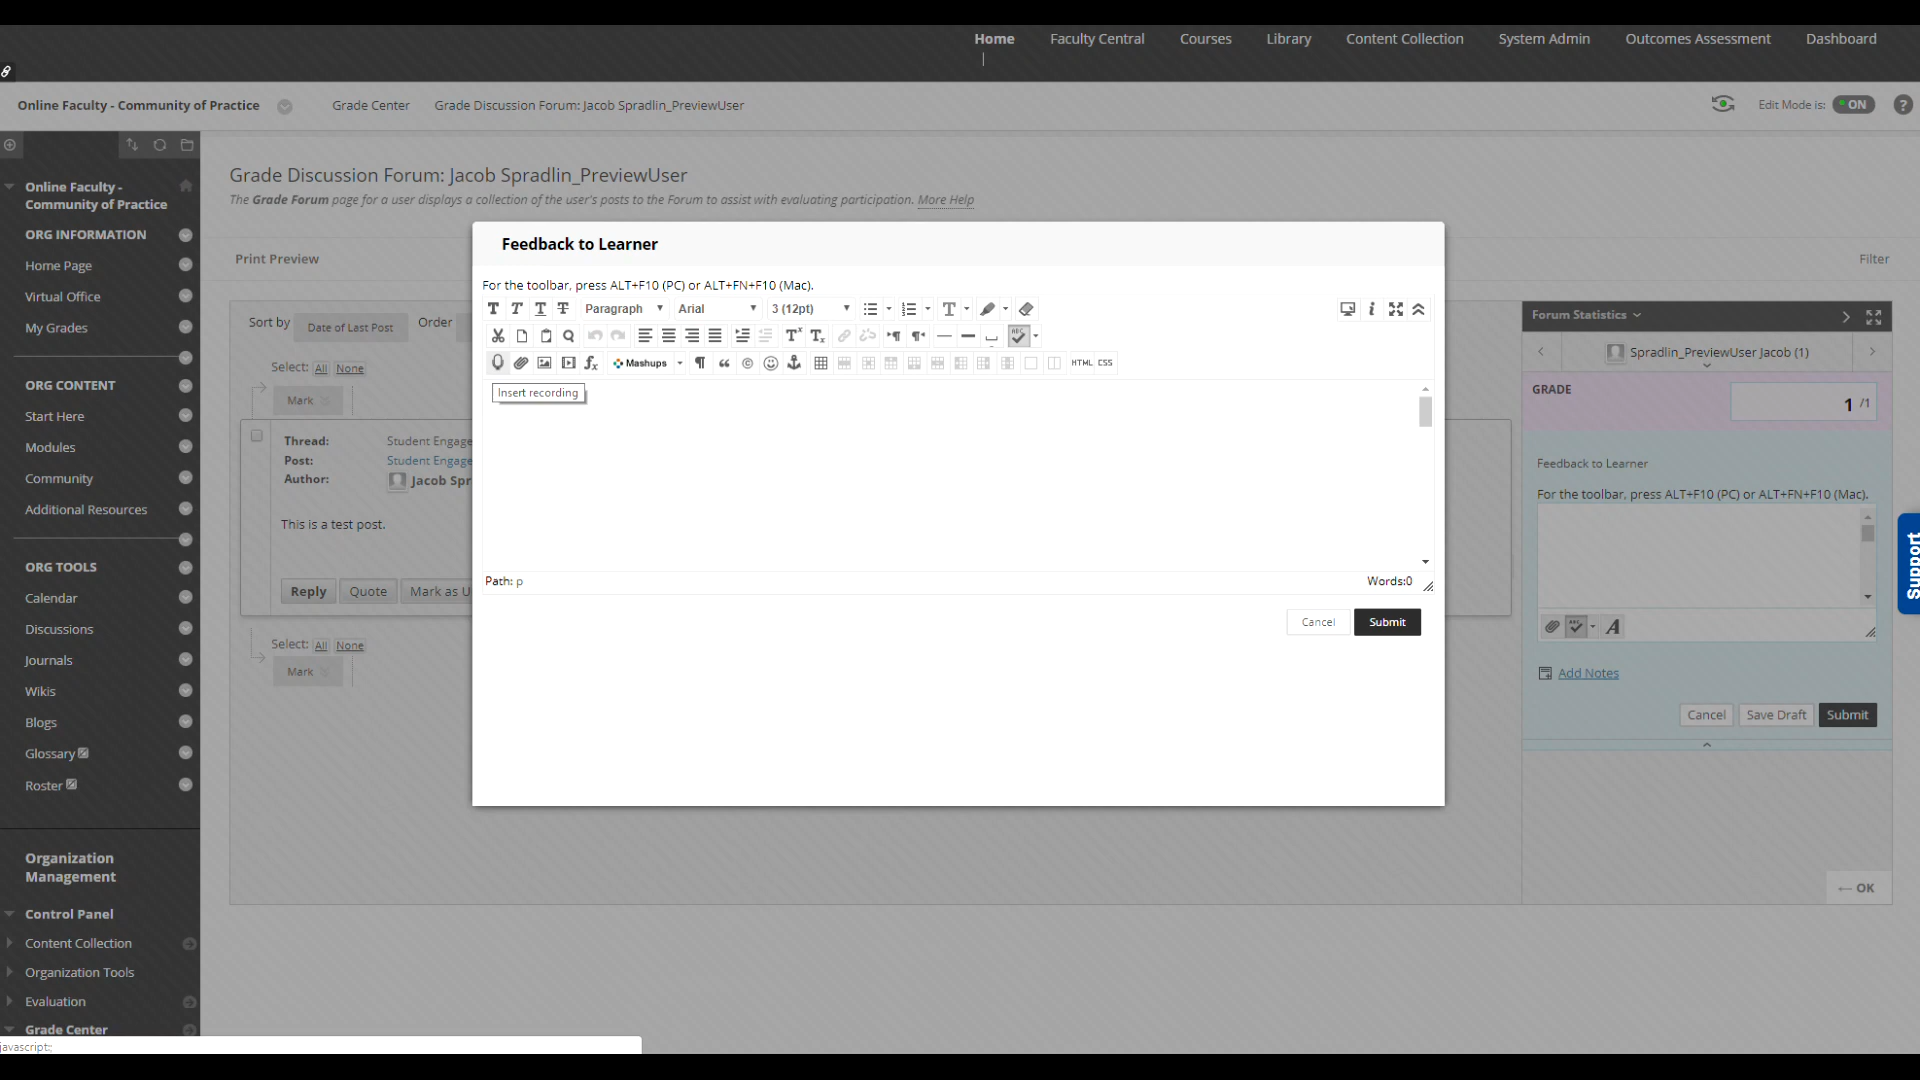 Home
Faculty Central
Courses
Library
Content Collection
System Admin
Outcomes Assessment
Dashboard
Online Faculty - Community of Practice
Grade Center
Grade Discussion Forum: Jacob Spradlin_PreviewUser
Edit Mode is:
ON
?
Online Faculty -
Community of Practice
ORG INFORMATION
Home Page
Virtual Office
My Grades
ORG CONTENT
Start Here
Modules
Community
Additional Resources
ORG TOOLS
Calendar
Discussions
Journals
Wikis
Blogs
Glossary
Roster
Organization
Management
Control Panel
Content Collection
Organization Tools
Evaluation
Grade Center
javascript:;
Grade Discussion Forum: Jacob Spradlin_PreviewUser
The Grade Forum page for a user displays a collection of the user's posts to the Forum to assist with evaluating participation. More Help
Print Preview
Filter
Sort by
Date of Last Post
Order
Select: All None
Mark
Thread:
Student Engage
Post:
Student Engage
Author:
Jacob Spr
This is a test post.
Reply
Quote
Mark as U
Select: All None
Mark
Feedback to Learner
For the toolbar, press ALT+F10 (PC) or ALT+FN+F10 (Mac).
T T T T Paragraph Arial 3 (12pt) T
ABC
Mashups
HTML CSS
Insert recording
Path: p
Words:0
Cancel
Submit
Forum Statistics
Spradlin_PreviewUser Jacob (1)
GRADE
1 /1
Feedback to Learner
For the toolbar, press ALT+F10 (PC) or ALT+FN+F10 (Mac).
Add Notes
Cancel
Save Draft
Submit
OK
Support